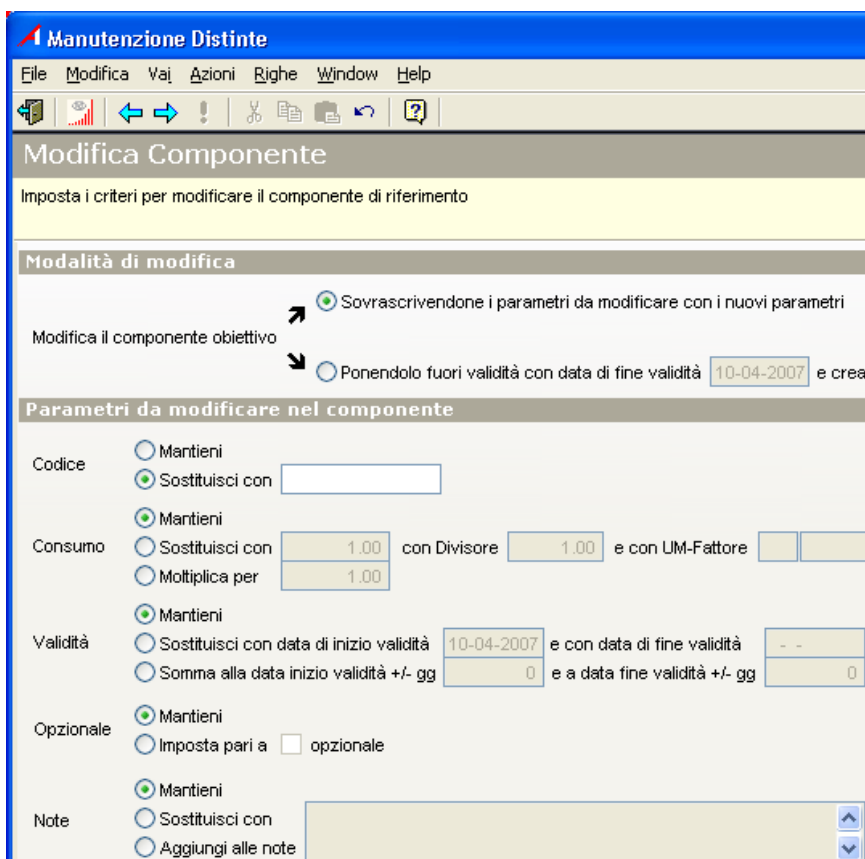 Manutenzione Distinte
File Modifica Vai Azioni Righe Window Help
Modifica Componente
Imposta i criteri per modificare il componente di riferimento
Modalità di modifica
Sovrascrivendone i parametri da modificare con i nuovi parametri
Modifica il componente obiettivo
Ponendolo fuori validità con data di fine validità 10-04-2007 e crea
Parametri da modificare nel componente
Codice
Mantieni
Sostituisci con
Mantieni
Consumo Sostituisci con 1.00 con Divisore 1.00 e con UM-Fattore
Moltiplica per 1.00
Mantieni
Validità Sostituisci con data di inizio validità 10-04-2007 e con data di fine validità - -
Somma alla data inizio validità +/- gg 0 e a data fine validità +/- gg 0
Opzionale
Mantieni
Imposta pari a opzionale
Mantieni
Note Sostituisci con
Aggiungi alle note